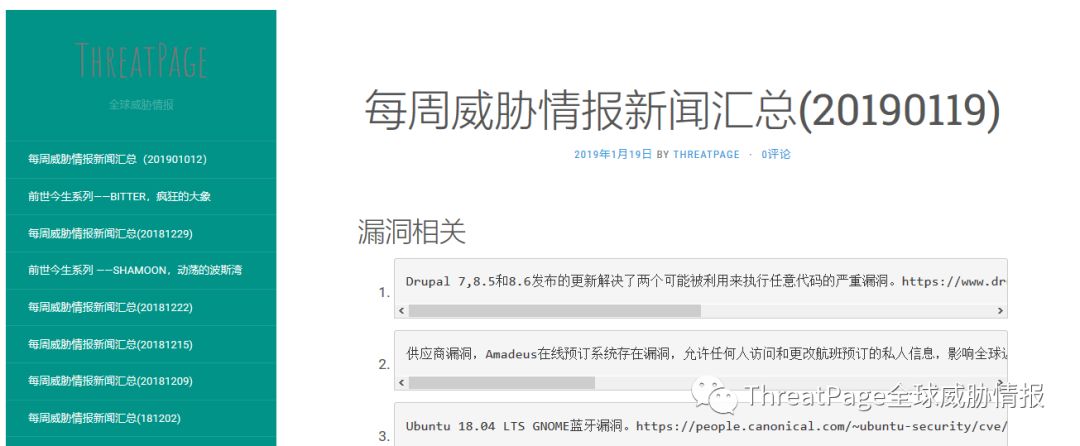 THREATPAGE
全球威胁情报
每周威胁情报新闻汇总（201901012）
前世今生系列——BITTER，疯狂的大象
每周威胁情报新闻汇总(20181229)
前世今生系列 ——SHAMOON，动荡的波斯湾
每周威胁情报新闻汇总(20181222)
每周威胁情报新闻汇总(20181215)
每周威胁情报新闻汇总(20181209)
每周威胁情报新闻汇总(181202)
每周威胁情报新闻汇总(20190119)
2019年1月19日 BY THREATPAGE · 0评论
漏洞相关
1. Drupal 7,8.5和8.6发布的更新解决了两个可能被利用来执行任意代码的严重漏洞。https://www.dr
2. 供应商漏洞，Amadeus在线预订系统存在漏洞，允许任何人访问和更改航班预订的私人信息，影响全球
3. Ubuntu 18.04 LTS GNOME蓝牙漏洞。https://people.canonical.com/~ubuntu-security/cve/
ThreatPage全球威胁情报